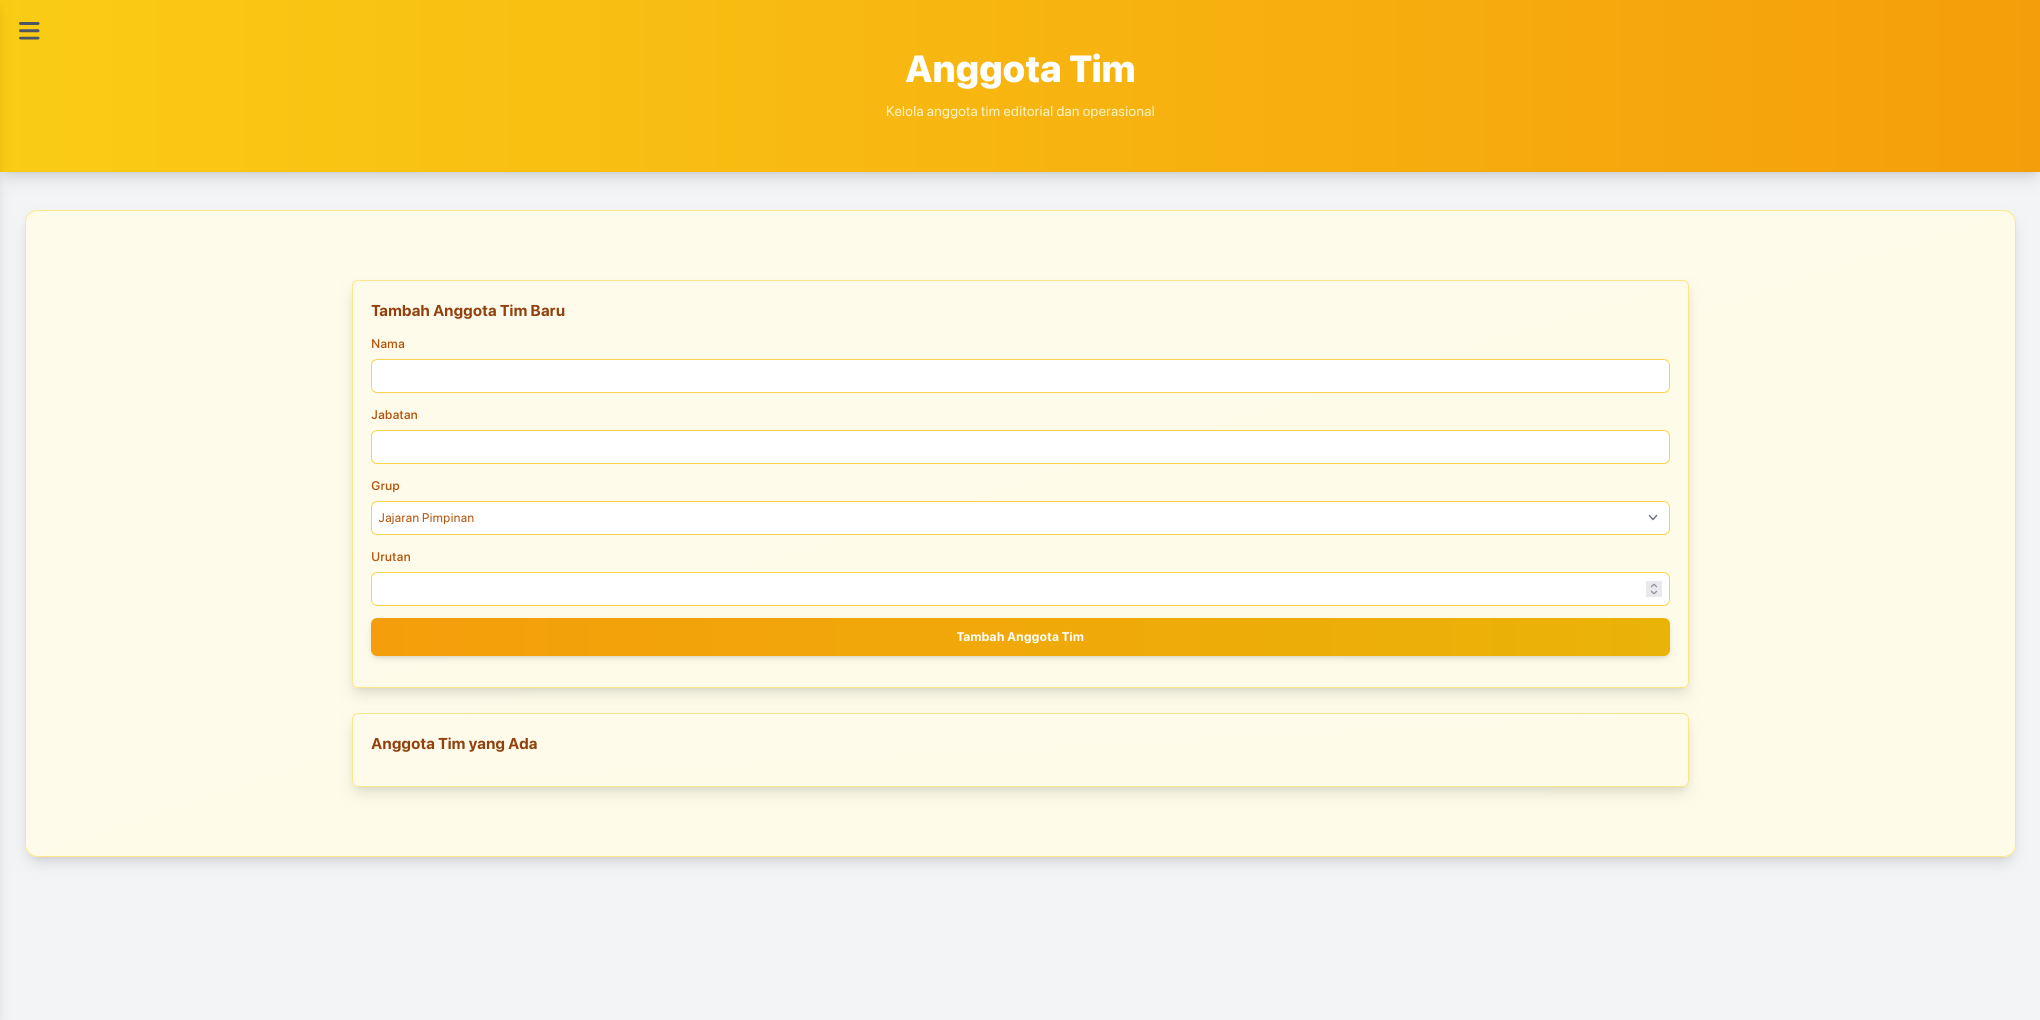 Anggota Tim
Kelola anggota tim editorial dan operasional
Tambah Anggota Tim Baru
Nama
Jabatan
Grup
Jajaran Pimpinan
Urutan
Tambah Anggota Tim
Anggota Tim yang Ada